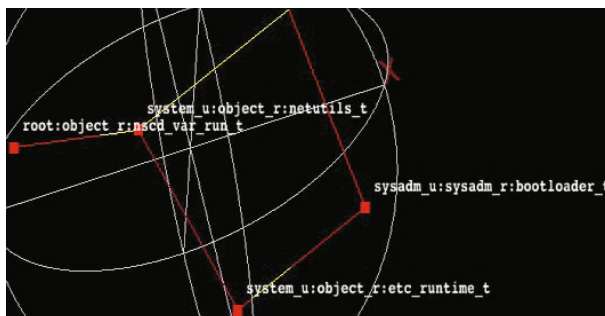 system_u:object_r:netutils_t
root:object_r:nscd_var_run_t
X
sysadm_u:sysadm_r:bootloader_t
system_u:object_r:etc_runtime_t